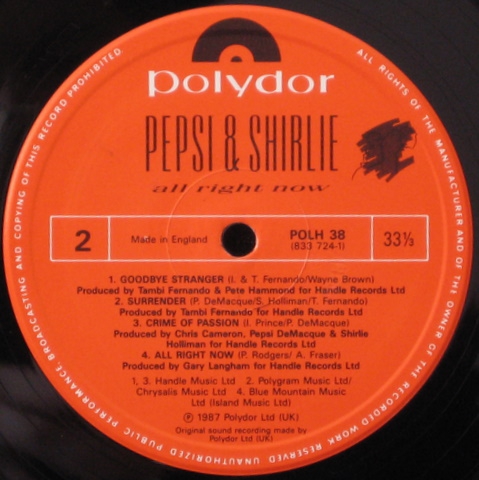 polydor
PEPSI & SHIRLIE
all right now
2
Made in England
POLH 38
(833 724-1)
33⅓
1. GOODBYE STRANGER (I. & T. Fernando/Wayne Brown)
Produced by Tambi Fernando & Pete Hammond for Handle Records Ltd
2. SURRENDER (P. DeMacque/S. Holliman/T. Fernando)
Produced by Tambi Fernando for Handle Records Ltd
3. CRIME OF PASSION (I. Prince/P. DeMacque)
Produced by Chris Cameron, Pepsi DeMacque & Shirlie
Holliman for Handle Records Ltd
4. ALL RIGHT NOW (P. Rodgers/ A. Fraser)
Produced by Gary Langham for Handle Records Ltd
1, 3. Handle Music Ltd 2. Polygram Music Ltd/
Chrysalis Music Ltd 4. Blue Mountain Music
Ltd (Island Music Ltd)
℗ 1987 Polydor Ltd (UK)
Original sound recording made by
Polydor Ltd (UK)
ALL RIGHTS OF THE MANUFACTURER AND OF THE OWNER OF THE RECORDED WORK RESERVED UNAUTHORIZED PUBLIC PERFORMANCE, BROADCASTING AND COPYING OF THIS RECORD PROHIBITED.